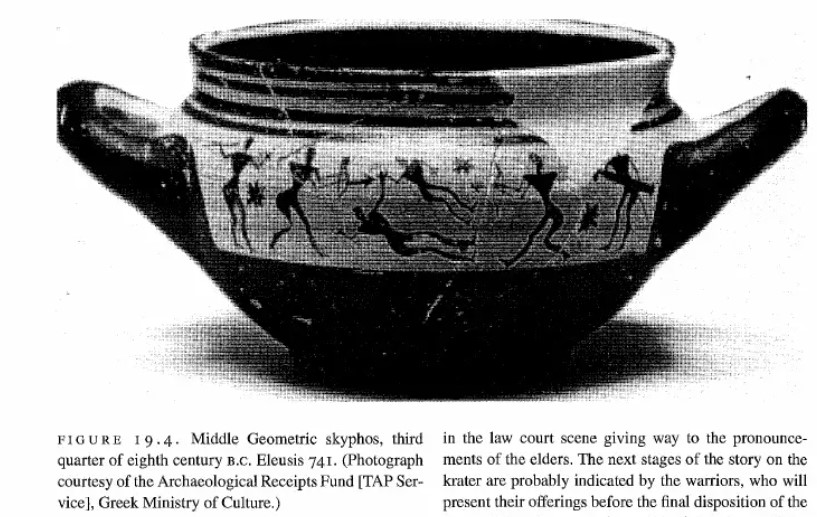 FIGURE 19.4. Middle Geometric skyphos, third
quarter of eighth century B.C. Eleusis 741. (Photograph
courtesy of the Archaeological Receipts Fund [TAP Ser-
vice], Greek Ministry of Culture.)
in the law court scene giving way to the pronounce-
ments of the elders. The next stages of the story on the
krater are probably indicated by the warriors, who will
present their offerings before the final disposition of the